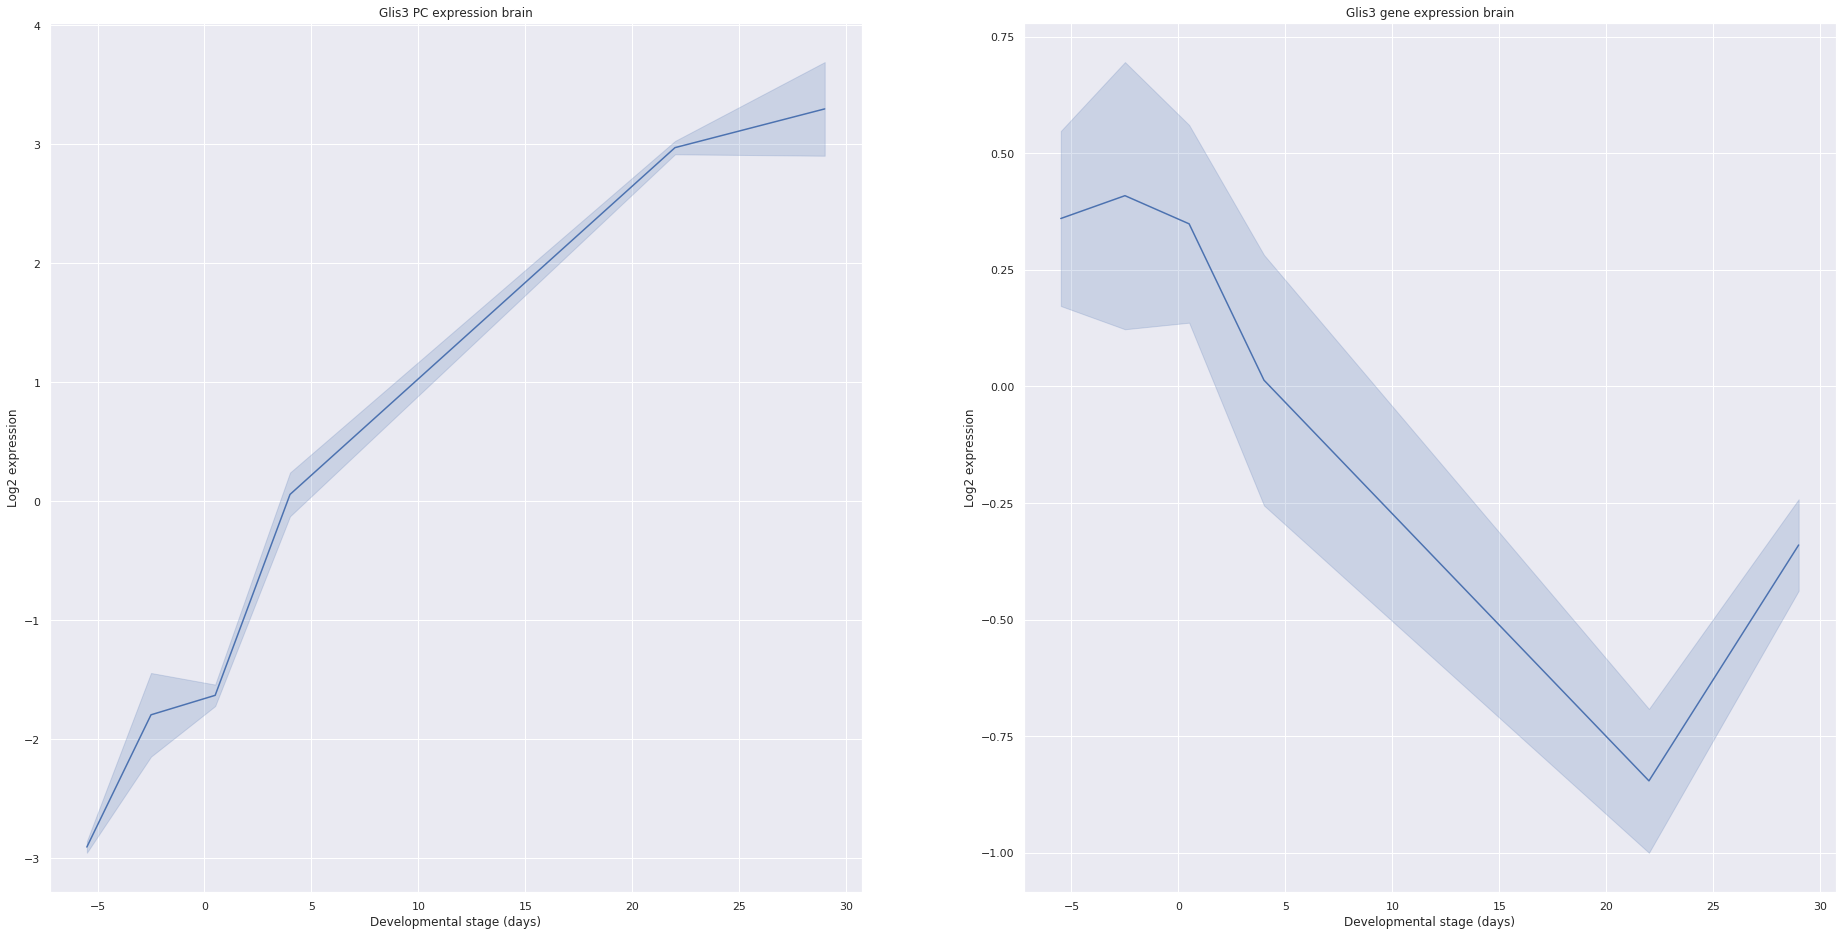 Glis3 PC expression brain
4
3
2
1
0
−1
−2
−3
Log2 expression
−5 0 5 10 15 20 25 30
Developmental stage (days)
Glis3 gene expression brain
0.75
0.50
0.25
0.00
−0.25
−0.50
−0.75
−1.00
Log2 expression
−5 0 5 10 15 20 25 30
Developmental stage (days)